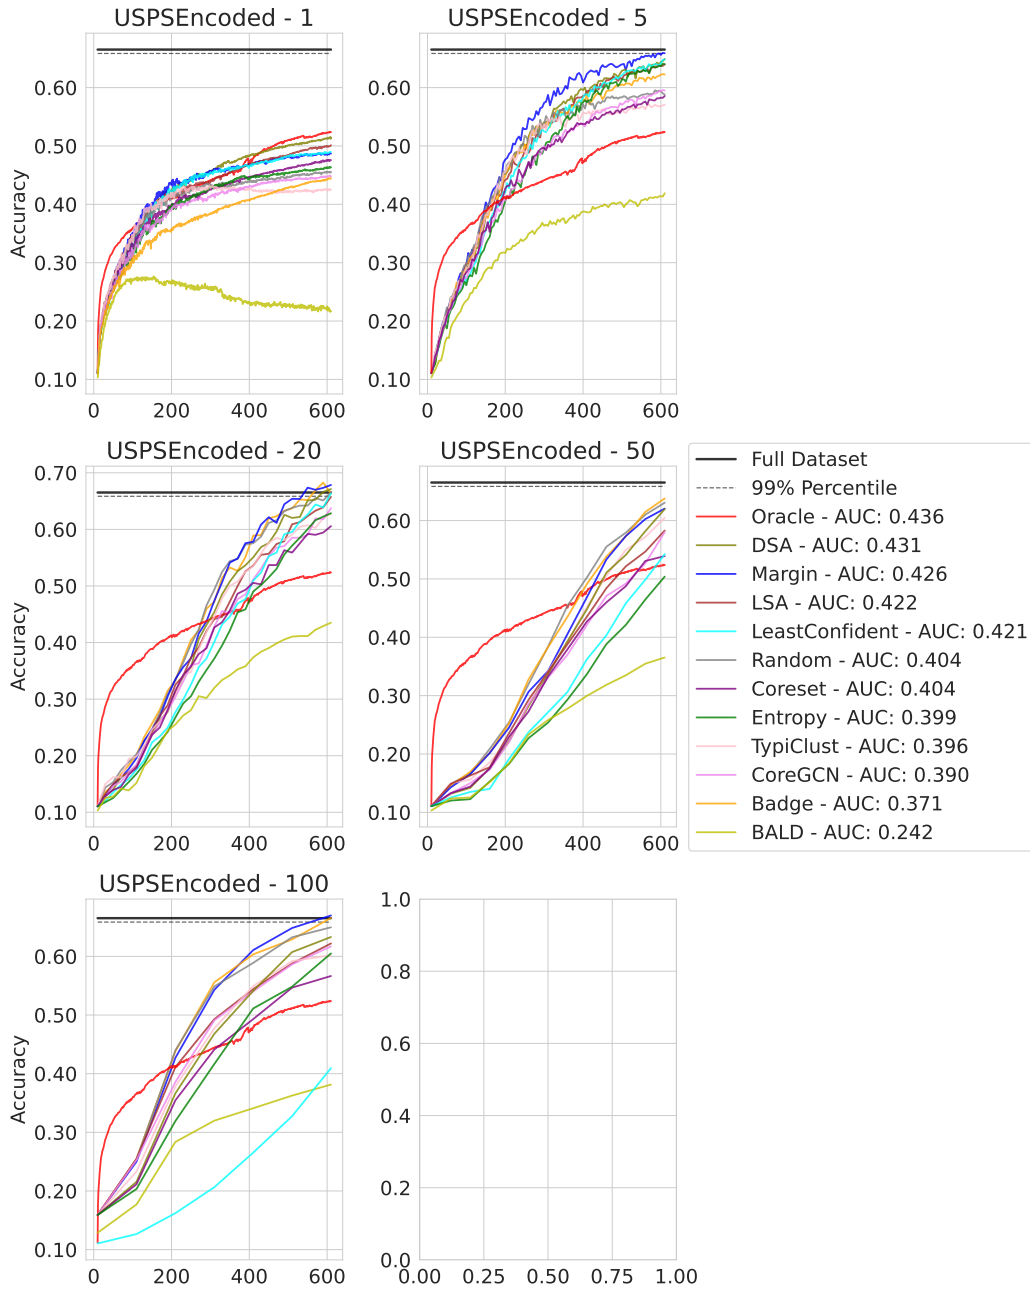 USPSEncoded - 1
USPSEncoded - 5
Accuracy
0.60
0.50
0.40
0.30
0.20
0.10
0 200 400 600
0.60
0.50
0.40
0.30
0.20
0.10
0 200 400 600
USPSEncoded - 20
USPSEncoded - 50
Accuracy
0.70
0.60
0.50
0.40
0.30
0.20
0.10
0 200 400 600
0.60
0.50
0.40
0.30
0.20
0.10
0 200 400 600
Full Dataset
99% Percentile
Oracle - AUC: 0.436
DSA - AUC: 0.431
Margin - AUC: 0.426
LSA - AUC: 0.422
LeastConfident - AUC: 0.421
Random - AUC: 0.404
Coreset - AUC: 0.404
Entropy - AUC: 0.399
TypiClust - AUC: 0.396
CoreGCN - AUC: 0.390
Badge - AUC: 0.371
BALD - AUC: 0.242
USPSEncoded - 100
Accuracy
0.60
0.50
0.40
0.30
0.20
0.10
0 200 400 600
1.0
0.8
0.6
0.4
0.2
0.0
0.00 0.25 0.50 0.75 1.00